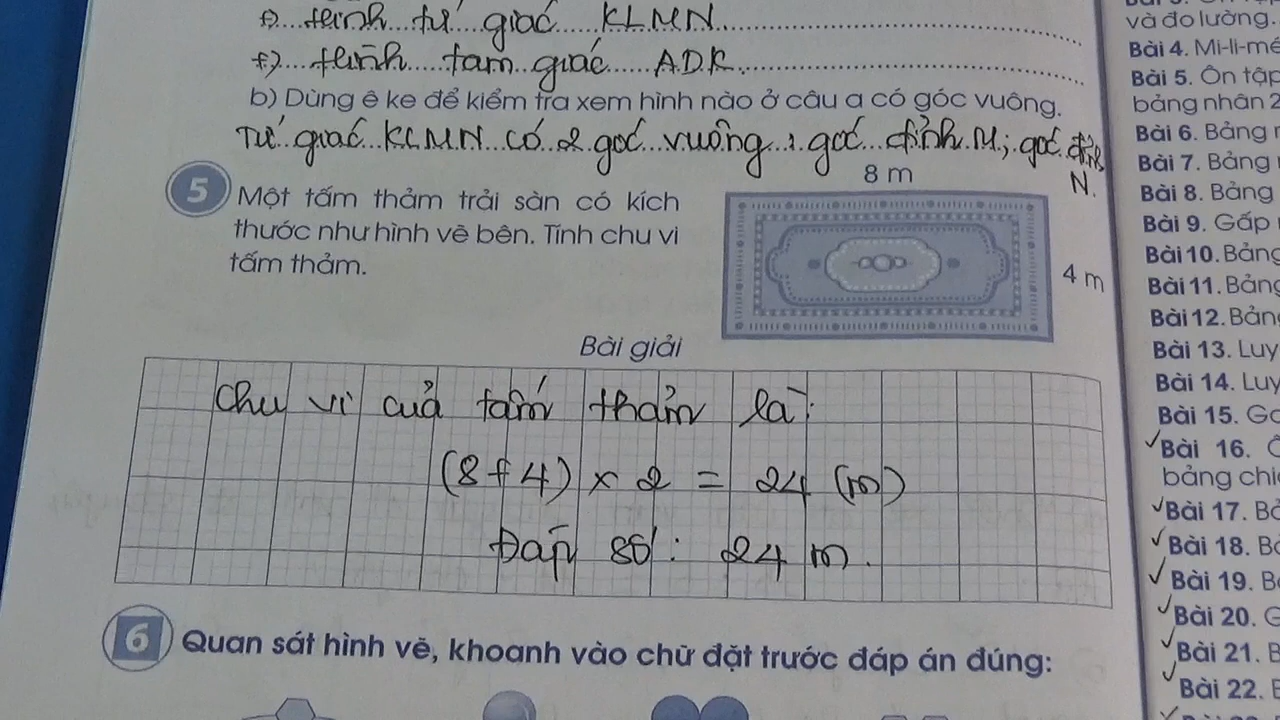 e) Hình tứ giác KLMN
f) Hình tam giác ADK
b) Dùng ê ke để kiểm tra xem hình nào ở câu a có góc vuông.
Tứ giác KLMN có 2 góc vuông : góc đỉnh M; góc đỉnh
N.
8 m
5 Một tấm thảm trải sàn có kích
thước như hình vẽ bên. Tính chu vi
tấm thảm.
4 m
Bài giải
Chu vi của tấm thảm là:
(8 + 4) x 2 = 24 (m)
Đáp số: 24 m.
6 Quan sát hình vẽ, khoanh vào chữ đặt trước đáp án đúng:
và đo lường.
Bài 4. Mi-li-mé
Bài 5. Ôn tập
bảng nhân 2
Bài 6. Bảng
Bài 7. Bảng
Bài 8. Bảng
Bài 9. Gấp
Bài 10. Bảng
Bài 11. Bảng
Bài 12. Bảng
Bài 13. Luy
Bài 14. Luy
Bài 15. Go
Bài 16.
bảng chi
Bài 17. Bả
Bài 18. Bả
Bài 19. B
Bài 20. G
Bài 21. B
Bài 22.